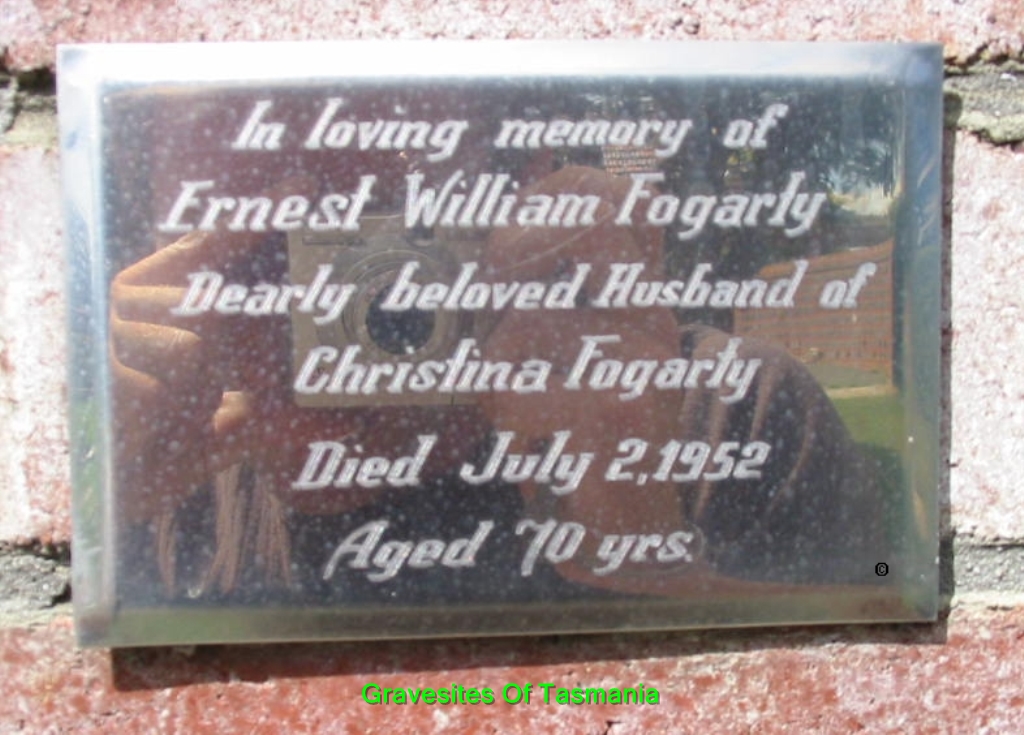 In loving memory of
Ernest William Fogarty
Dearly beloved Husband of
Christina Fogarty
Died July 2, 1952
Aged 70 yrs.
©
Gravesites Of Tasmania